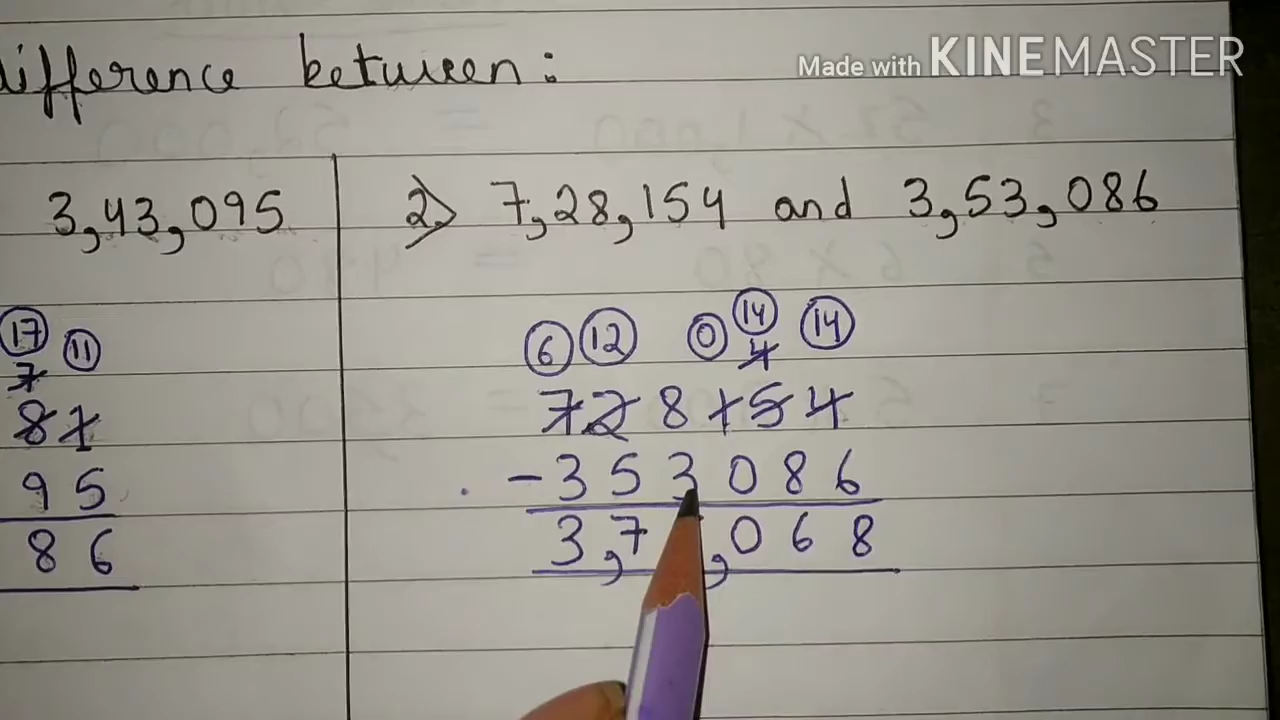 Made with KINEMASTER
difference between:
3,43,095
2> 7,28,154 and 3,53,086
17 11
7
8 1
9 5
8 6
6 12 0 14 14
4
7 2 8 1 5 4
- 3 5 3 0 8 6
3,7 ,0 6 8